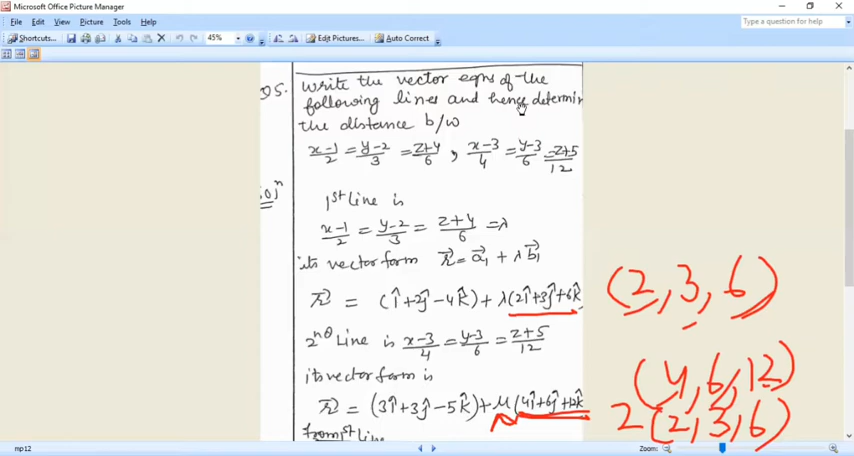 Microsoft Office Picture Manager
File Edit View Picture Tools Help
Type a question for help
Shortcuts... 45% Edit Pictures... Auto Correct
Q5. Write the vector eqns of the
following lines and hence determin
the distance b/w
x-1/2 = y-2/3 = z+4/6 , x-3/4 = y-3/6 = z+5/12
Soln
1st line is
x-1/2 = y-2/3 = z+4/6 = λ
its vector form r⃗ = a⃗₁ + λ b⃗₁
r⃗ = (î+2ĵ-4k̂) + λ(2î+3ĵ+6k̂
(2,3,6)
2nd Line is x-3/4 = y-3/6 = z+5/12
its vector form is
(4,6,12)
r⃗ = (3î+3ĵ-5k̂)+μ(4î+6ĵ+12k̂
2(2,3,6)
from 1st line
mp12 Zoom: